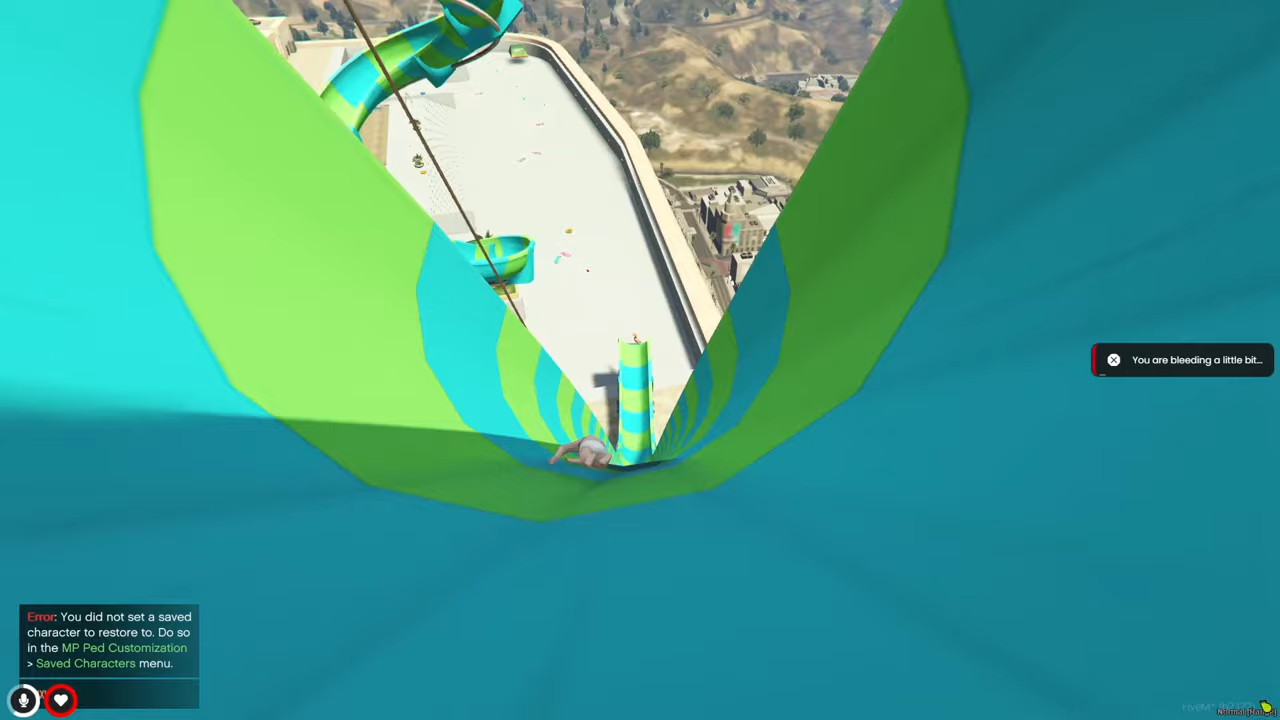 You are bleeding a little bit...
Error: You did not set a saved
character to restore to. Do so
in the MP Ped Customization
> Saved Characters menu.